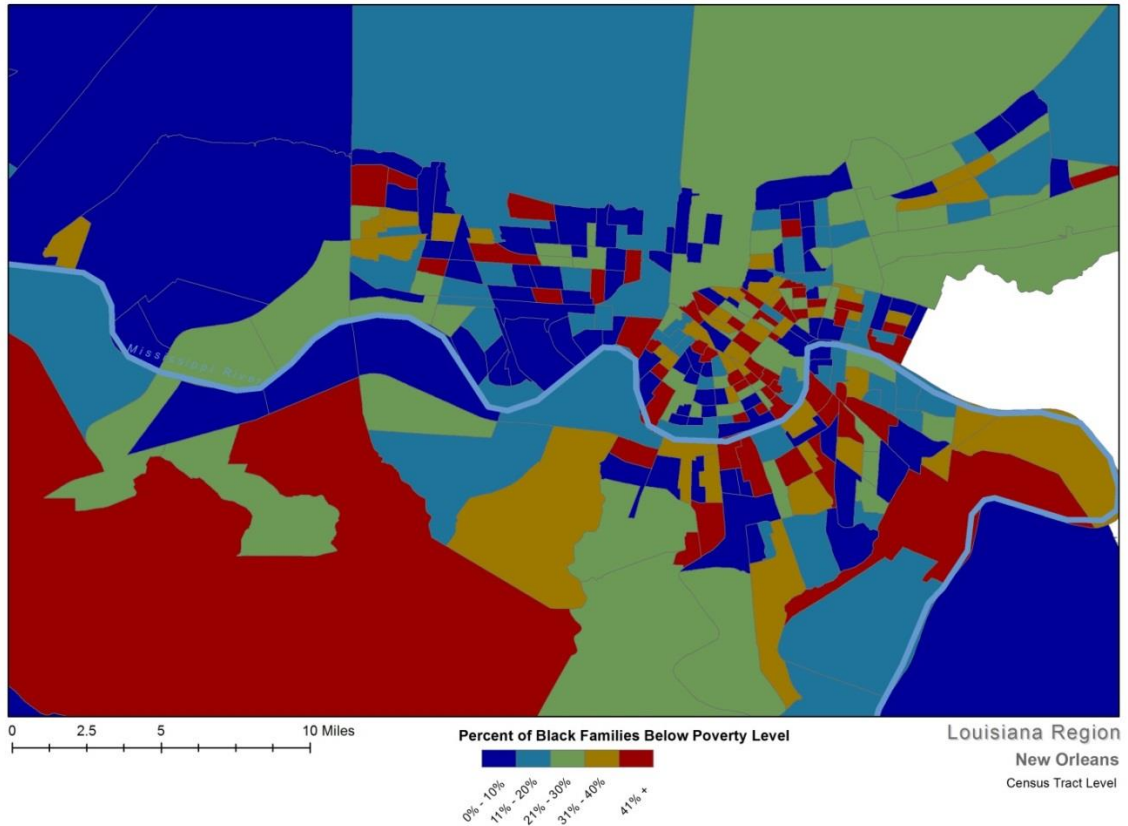 Mississippi River
0 2.5 5 10 Miles
Percent of Black Families Below Poverty Level
0% - 10%
11% - 20%
21% - 30%
31% - 40%
41% +
Louisiana Region
New Orleans
Census Tract Level